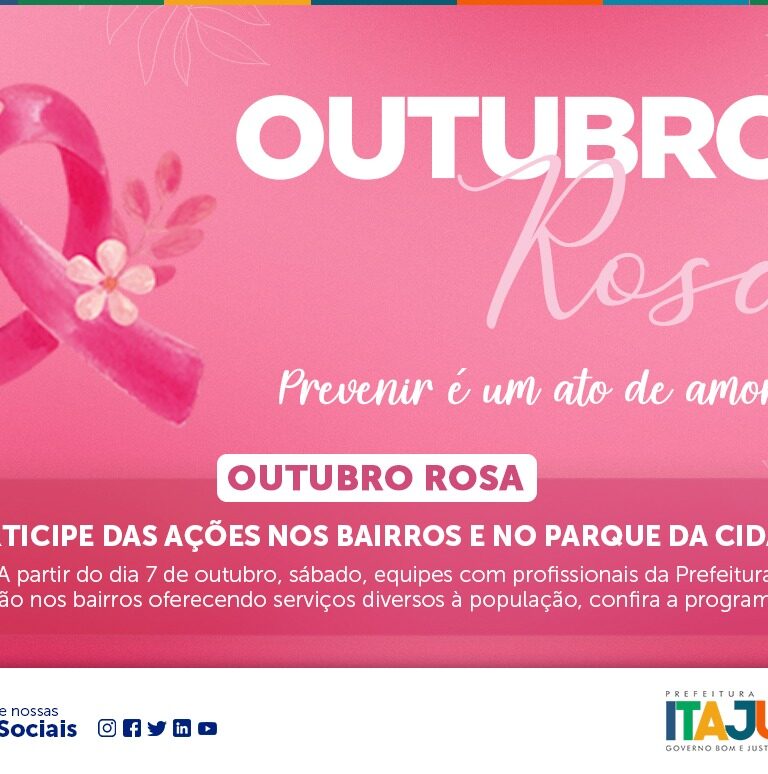 OUTUBRO
Rosa
Prevenir é um ato de amor
OUTUBRO ROSA
TICIPE DAS AÇÕES NOS BAIRROS E NO PARQUE DA CIDA
A partir do dia 7 de outubro, sábado, equipes com profissionais da Prefeitura
ão nos bairros oferecendo serviços diversos à população, confira a program
e nossas
Sociais
PREFEITURA
ITAJU
GOVERNO BOM E JUST